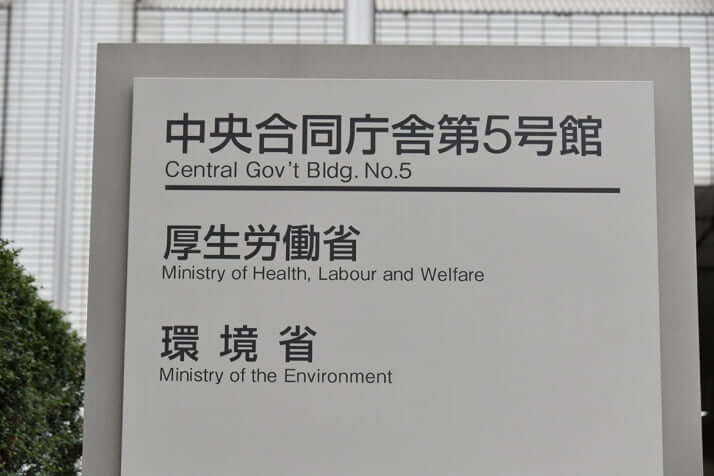 中央合同庁舎第5号館
Central Gov't Bldg. No.5
厚生労働省
Ministry of Health, Labour and Welfare
環境省
Ministry of the Environment